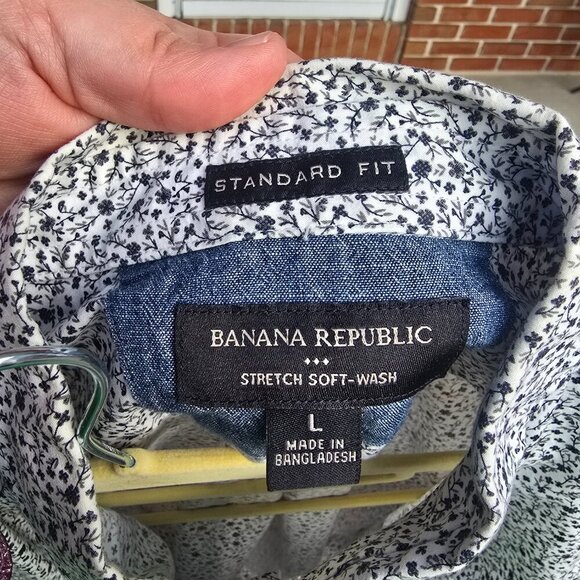 STANDARD FIT
BANANA REPUBLIC
STRETCH SOFT-WASH
L
MADE IN
BANGLADESH